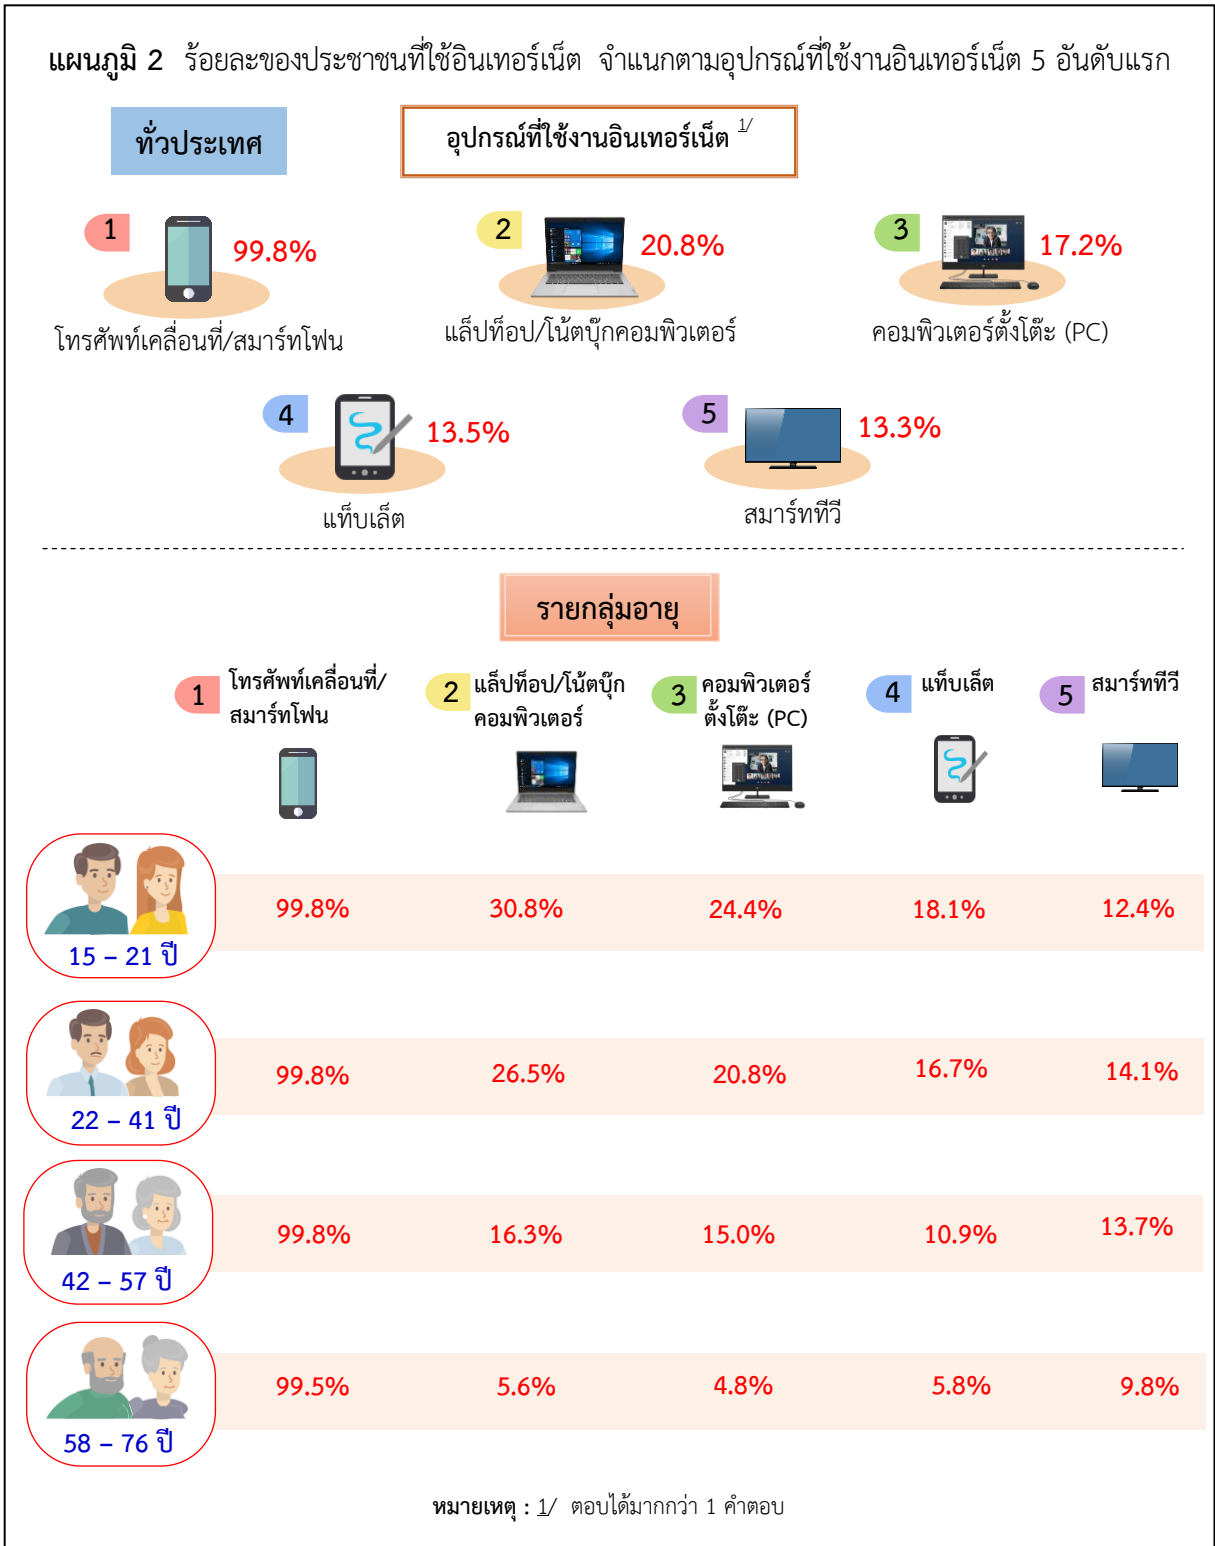 แผนภูมิ 2 ร้อยละของประชาชนที่ใช้อินเทอร์เน็ต จำแนกตามอุปกรณ์ที่ใช้งานอินเทอร์เน็ต 5 อันดับแรก
ทั่วประเทศ
อุปกรณ์ที่ใช้งานอินเทอร์เน็ต 1/
1 99.8%
โทรศัพท์เคลื่อนที่/สมาร์ทโฟน
2 20.8%
แล็ปท็อป/โน้ตบุ๊กคอมพิวเตอร์
3 17.2%
คอมพิวเตอร์ตั้งโต๊ะ (PC)
4 13.5%
แท็บเล็ต
5 13.3%
สมาร์ททีวี
รายกลุ่มอายุ
1 โทรศัพท์เคลื่อนที่/
สมาร์ทโฟน
2 แล็ปท็อป/โน้ตบุ๊ก
คอมพิวเตอร์
3 คอมพิวเตอร์
ตั้งโต๊ะ (PC)
4 แท็บเล็ต
5 สมาร์ททีวี
15 – 21 ปี
99.8% 30.8% 24.4% 18.1% 12.4%
22 – 41 ปี
99.8% 26.5% 20.8% 16.7% 14.1%
42 – 57 ปี
99.8% 16.3% 15.0% 10.9% 13.7%
58 – 76 ปี
99.5% 5.6% 4.8% 5.8% 9.8%
หมายเหตุ : 1/ ตอบได้มากกว่า 1 คำตอบ